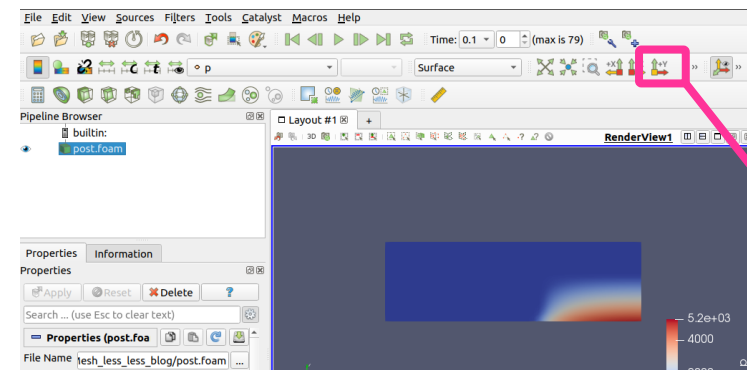 File Edit View Sources Filters Tools Catalyst Macros Help
Time: 0.1 0 (max is 79)
p Surface +X +Y
Pipeline Browser
builtin:
post.foam
Layout #1 +
3D RenderView1
Properties Information
Properties
Apply Reset Delete ?
Search ... (use Esc to clear text)
Properties (post.foa
File Name esh_less_less_blog/post.foam ...
5.2e+03
4000